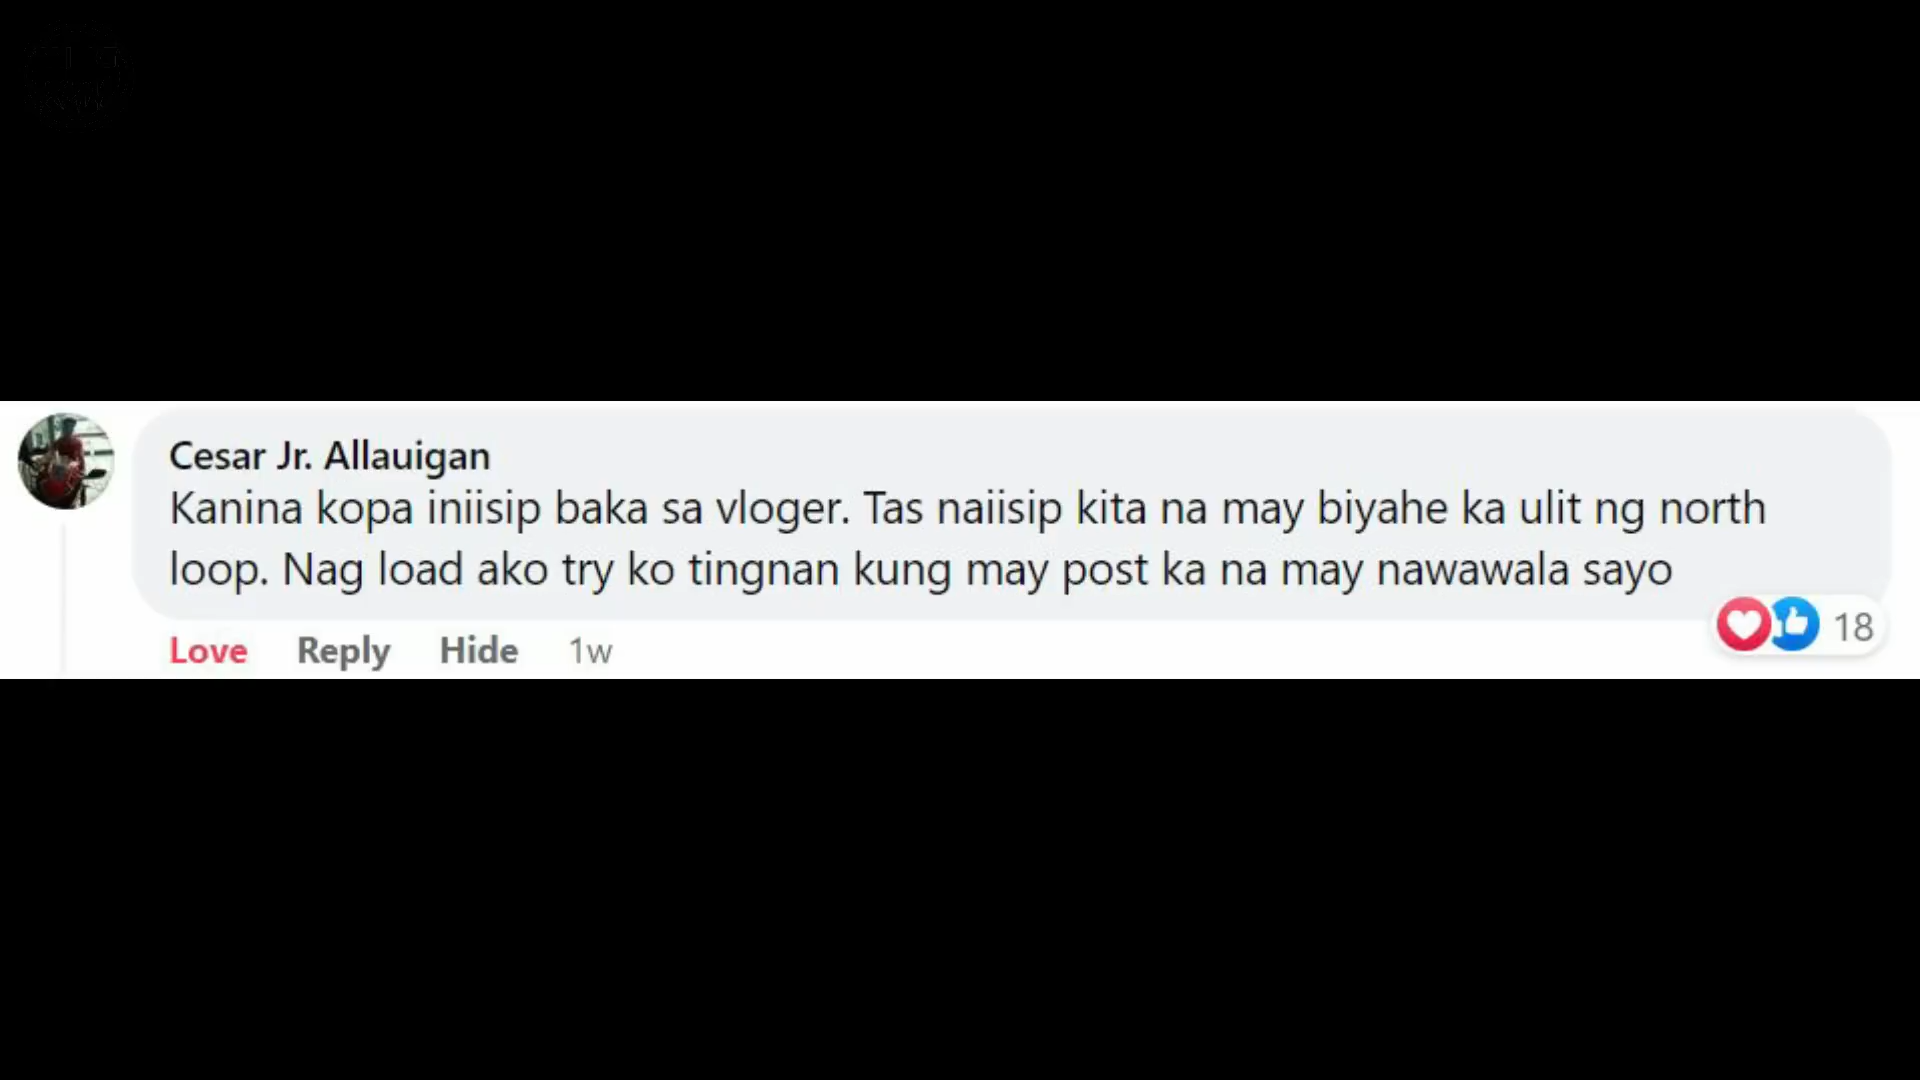 Cesar Jr. Allauigan
Kanina kopa iniisip baka sa vloger. Tas naiisip kita na may biyahe ka ulit ng north
loop. Nag load ako try ko tingnan kung may post ka na may nawawala sayo
18
Love Reply Hide 1w